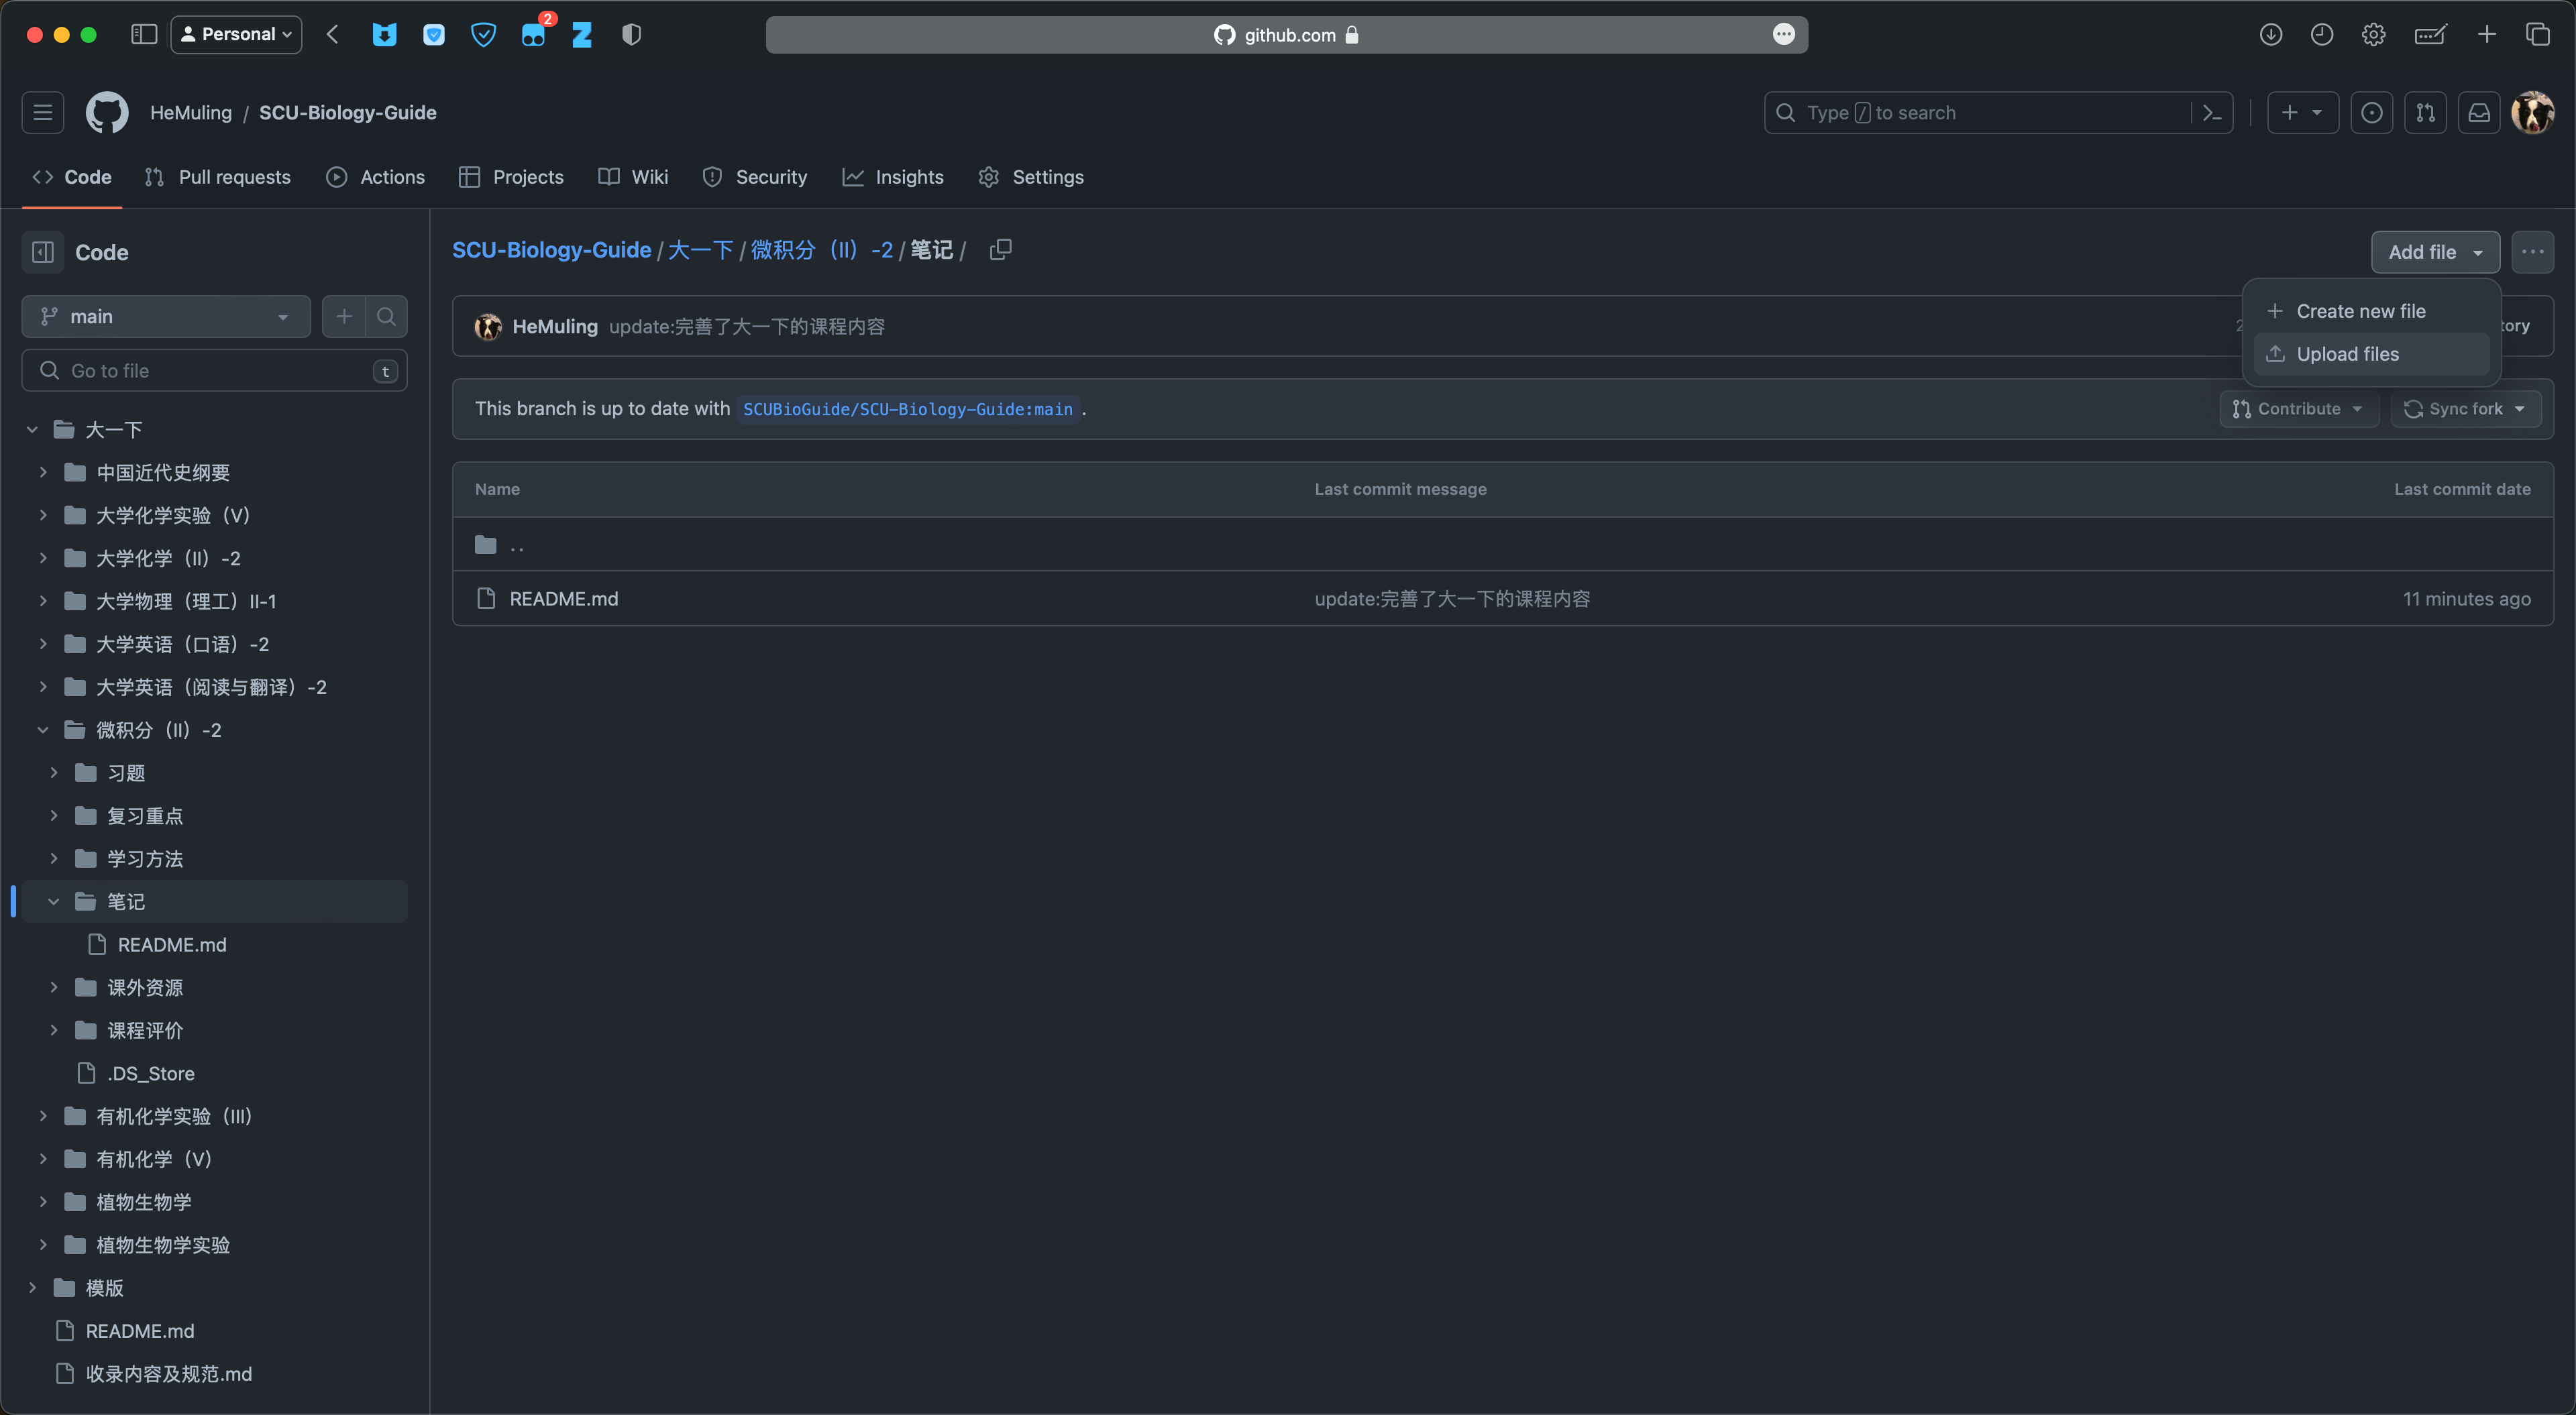 Personal
2
github.com
HeMuling / SCU-Biology-Guide
Type / to search
Code
Pull requests
Actions
Projects
Wiki
Security
Insights
Settings
Code
main
Go to file
t
大一下
中国近代史纲要
大学化学实验（V）
大学化学（II）-2
大学物理（理工）II-1
大学英语（口语）-2
大学英语（阅读与翻译）-2
微积分（II）-2
习题
复习重点
学习方法
笔记
README.md
课外资源
课程评价
.DS_Store
有机化学实验（III）
有机化学（V）
植物生物学
植物生物学实验
模版
README.md
收录内容及规范.md
SCU-Biology-Guide / 大一下 / 微积分（II）-2 / 笔记 /
Add file
Create new file
Upload files
HeMuling update:完善了大一下的课程内容
This branch is up to date with SCUBioGuide/SCU-Biology-Guide:main .
Contribute
Sync fork
Name Last commit message Last commit date
..
README.md update:完善了大一下的课程内容 11 minutes ago